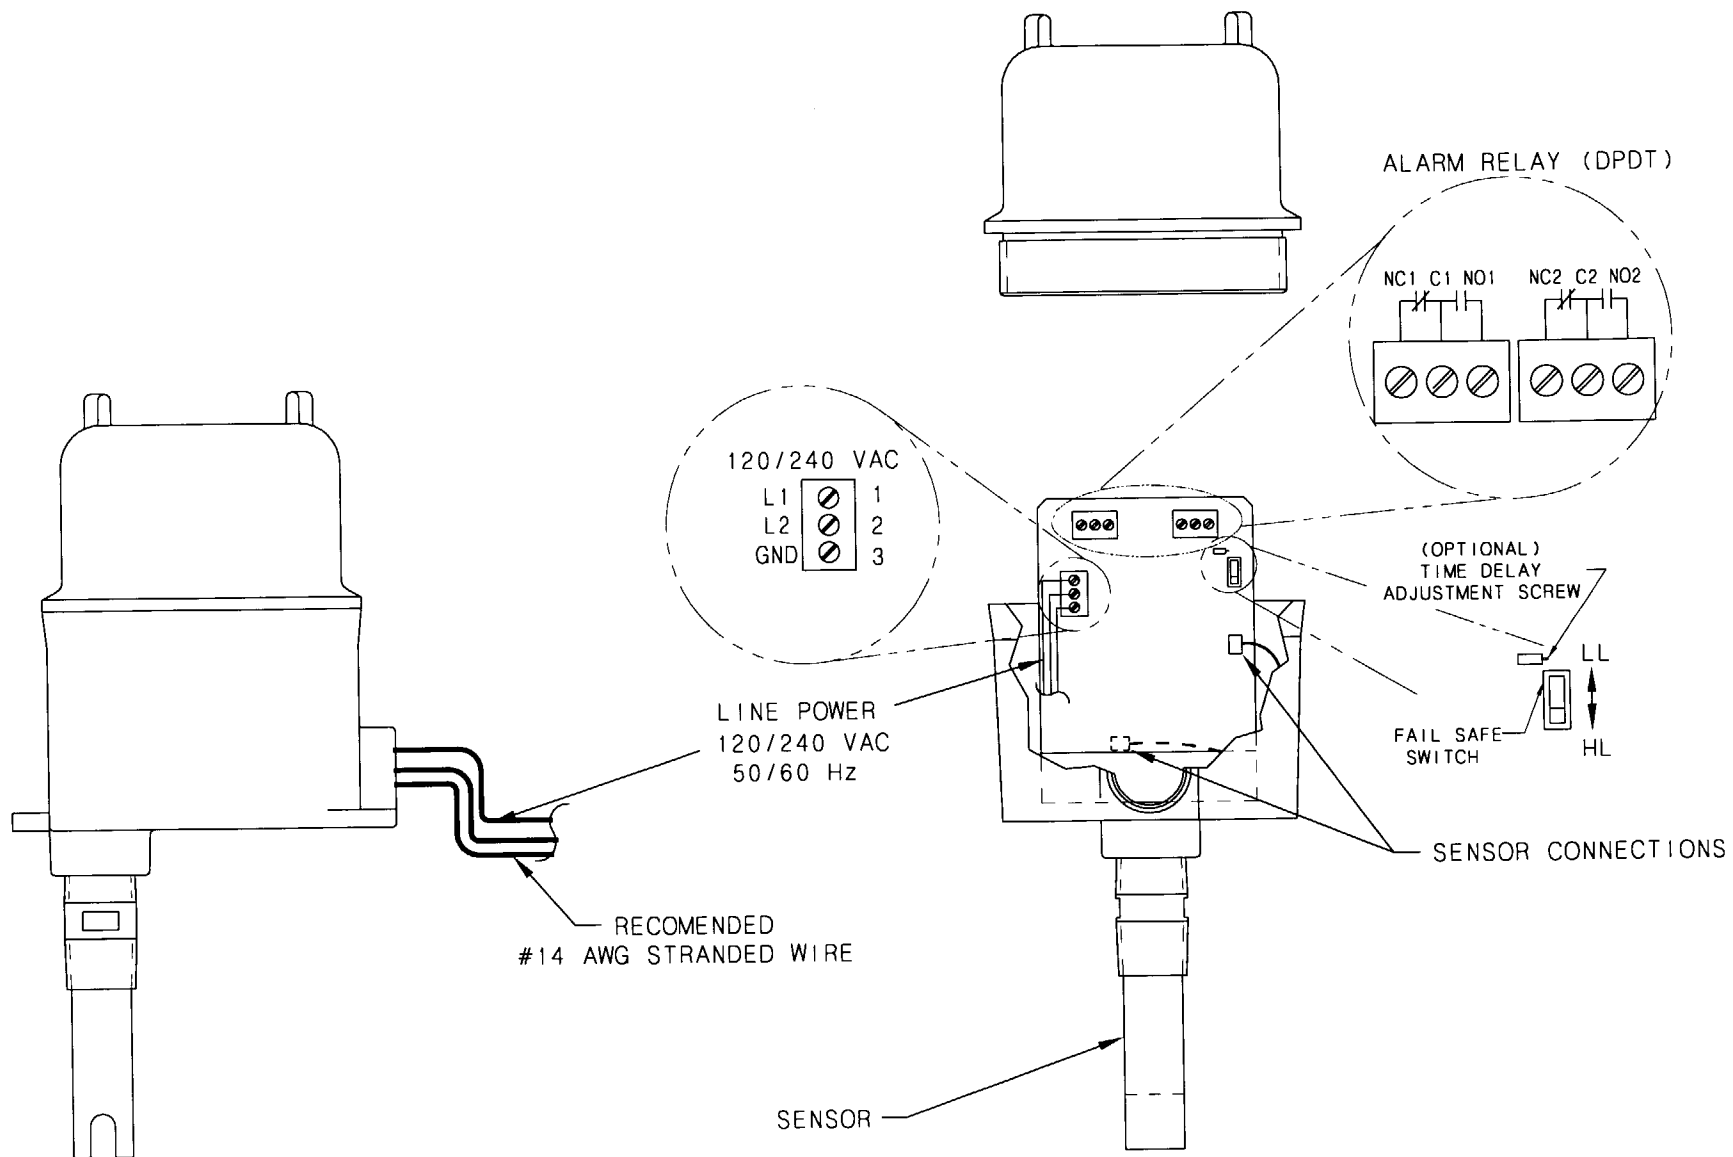 ALARM RELAY (DPDT)
NC1 C1 NO1
NC2 C2 NO2
120/240 VAC
L1 1
L2 2
GND 3
(OPTIONAL)
TIME DELAY
ADJUSTMENT SCREW
LL
HL
FAIL SAFE
SWITCH
LINE POWER
120/240 VAC
50/60 Hz
SENSOR CONNECTIONS
RECOMENDED
#14 AWG STRANDED WIRE
SENSOR